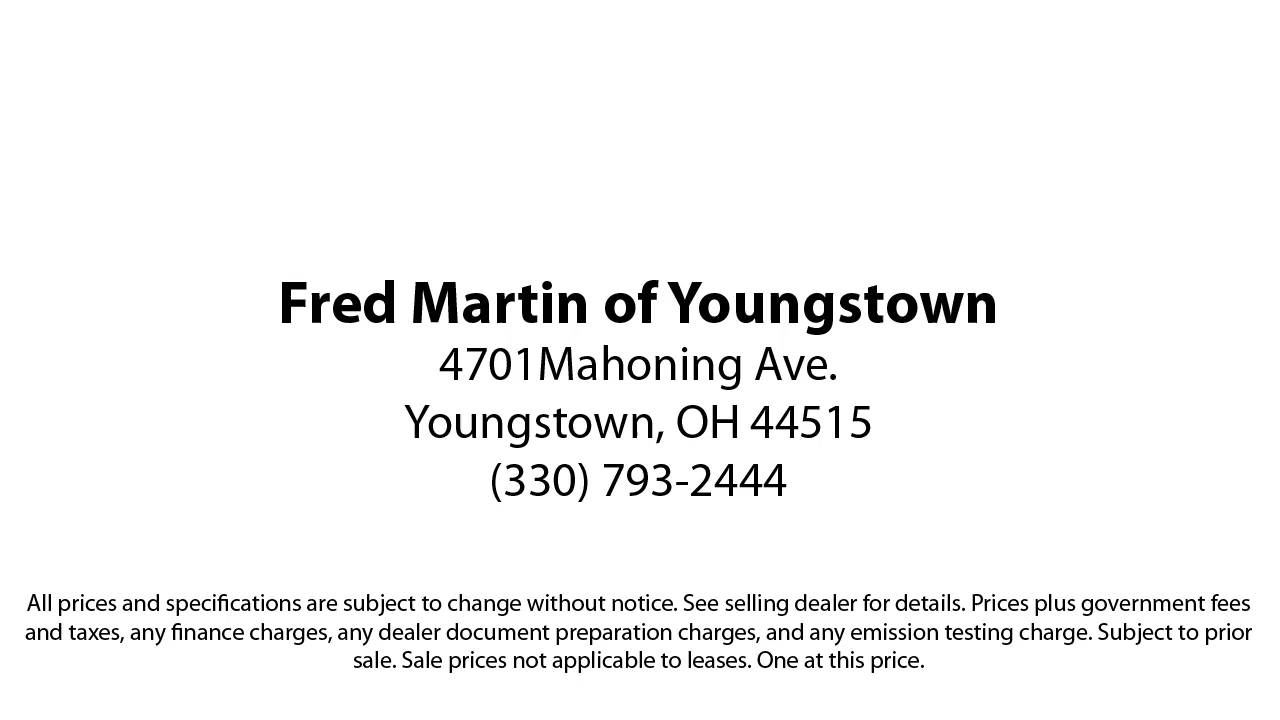 Fred Martin of Youngstown
4701Mahoning Ave.
Youngstown, OH 44515
(330) 793-2444
All prices and specifications are subject to change without notice. See selling dealer for details. Prices plus government fees
and taxes, any finance charges, any dealer document preparation charges, and any emission testing charge. Subject to prior
sale. Sale prices not applicable to leases. One at this price.